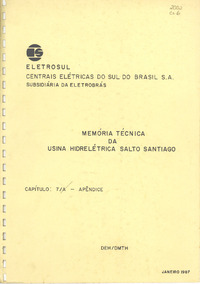 ELETROSUL
CENTRAIS ELÉTRICAS DO SUL DO BRASIL S.A.
SUBSIDIÁRIA DA ELETROBRÁS
MEMÓRIA TÉCNICA
DA
USINA HIDRELÉTRICA SALTO SANTIAGO
CAPÍTULO: 7/A - APÊNDICE
DEH/DMTH
JANEIRO 1987